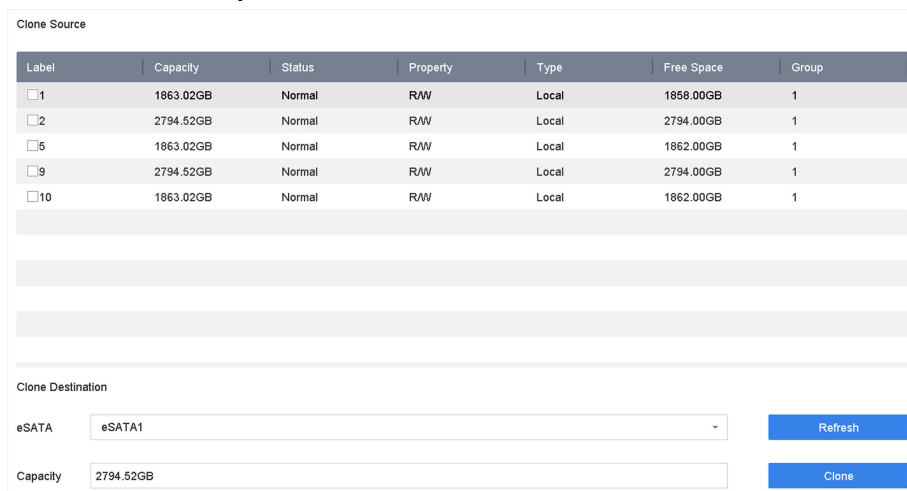 Clone Source
Label Capacity Status Property Type Free Space Group
1 1863.02GB Normal R/W Local 1858.00GB 1
2 2794.52GB Normal R/W Local 2794.00GB 1
5 1863.02GB Normal R/W Local 1862.00GB 1
9 2794.52GB Normal R/W Local 2794.00GB 1
10 1863.02GB Normal R/W Local 1862.00GB 1
Clone Destination
eSATA eSATA1 Refresh
Capacity 2794.52GB Clone